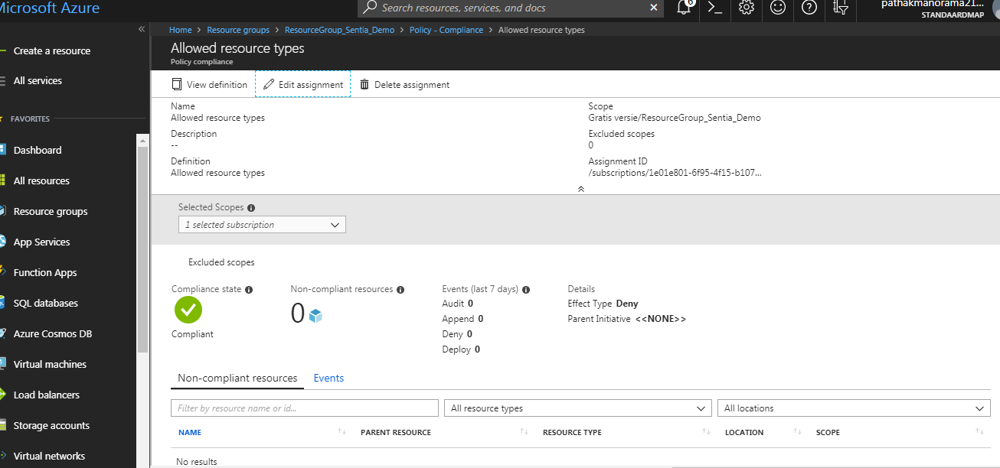 Microsoft Azure
Search resources, services, and docs
6
pathakmanorama21...
STANDAARDMAP
Create a resource
All services
FAVORITES
Dashboard
All resources
Resource groups
App Services
Function Apps
SQL databases
Azure Cosmos DB
Virtual machines
Load balancers
Storage accounts
Virtual networks
Home > Resource groups > ResourceGroup_Sentia_Demo > Policy - Compliance > Allowed resource types
Allowed resource types
Policy compliance
View definition Edit assignment Delete assignment
Name
Allowed resource types
Description
--
Definition
Allowed resource types
Scope
Gratis versie/ResourceGroup_Sentia_Demo
Excluded scopes
0
Assignment ID
/subscriptions/1e01e801-6f95-4f15-b107...
Selected Scopes
1 selected subscription
Excluded scopes
Compliance state
Compliant
Non-compliant resources
0
Events (last 7 days)
Audit 0
Append 0
Deny 0
Deploy 0
Details
Effect Type Deny
Parent Initiative <<NONE>>
Non-compliant resources Events
Filter by resource name or id... All resource types All locations
NAME PARENT RESOURCE RESOURCE TYPE LOCATION SCOPE
No results